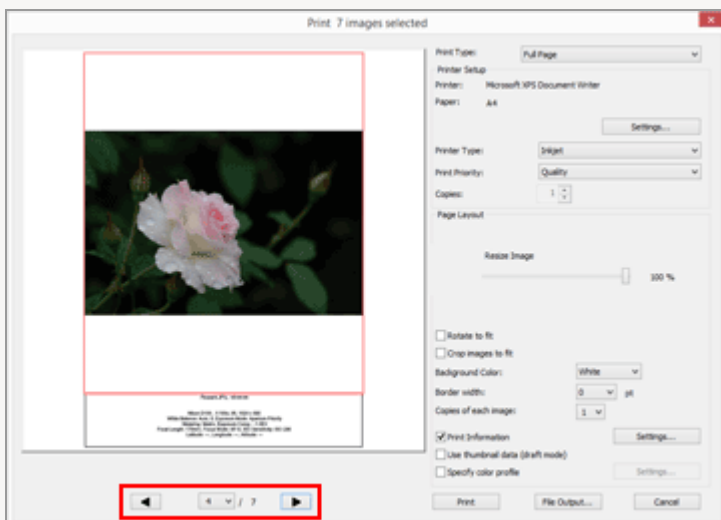 Print 7 images selected
Print Type: Full Page
Printer Setup
Printer: Microsoft XPS Document Writer
Paper: A4
Settings...
Printer Type: Inkjet
Print Priority: Quality
Copies: 1
Page Layout
Resize Image
100 %
Rotate to fit
Crop images to fit
Background Color: White
Border width: 0 pt
Copies of each image: 1
Print Information Settings...
Use thumbnail data (draft mode)
Specify color profile Settings...
4 / 7
Print File Output... Cancel